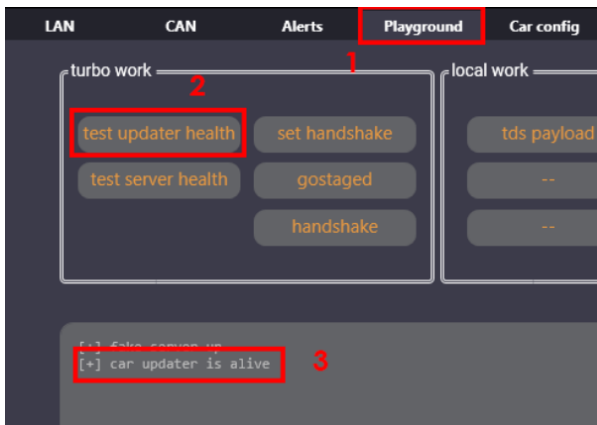 LAN CAN Alerts Playground Car config
1
turbo work
local work
2
test updater health set handshake tds payload
test server health gostaged --
handshake --
[+] fake server up
[+] car updater is alive
3